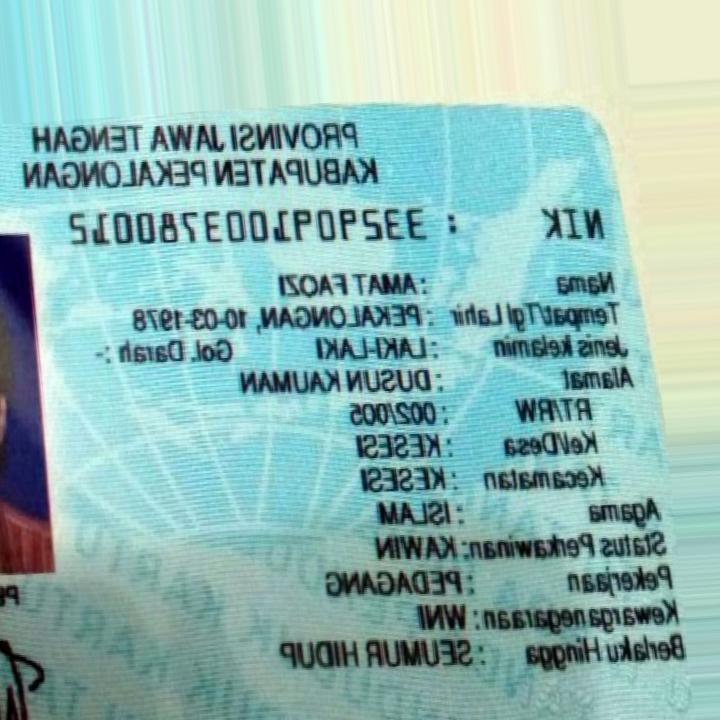 PROVINSI JAWA TENGAH
KABUPATEN PEKALONGAN
NIK : 3329091003780012
Nama : AMAT FAOZI
Tempat/Tgl Lahir : PEKALONGAN, 10-03-1978
Jenis kelamin : LAKI-LAKI Gol. Darah :-
Alamat : DUSUN KAUMAN
RT/RW : 002/005
Kel/Desa : KESESI
Kecamatan : KESESI
Agama : ISLAM
Status Perkawinan: KAWIN
Pekerjaan : PEDAGANG
Kewarganegaraan: WNI
Berlaku Hingga : SEUMUR HIDUP